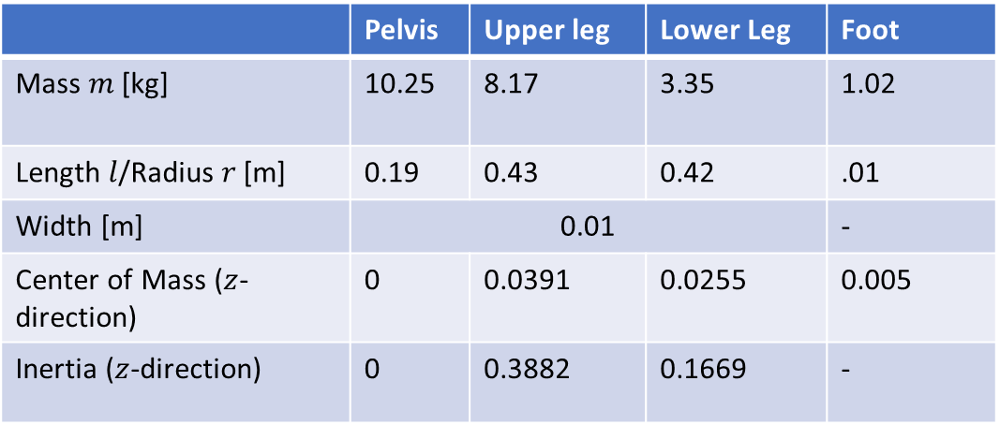 Pelvis Upper leg Lower Leg Foot
Mass m [kg] 10.25 8.17 3.35 1.02
Length l/Radius r [m] 0.19 0.43 0.42 .01
Width [m] 0.01 -
Center of Mass (z- 0 0.0391 0.0255 0.005
direction)
Inertia (z-direction) 0 0.3882 0.1669 -